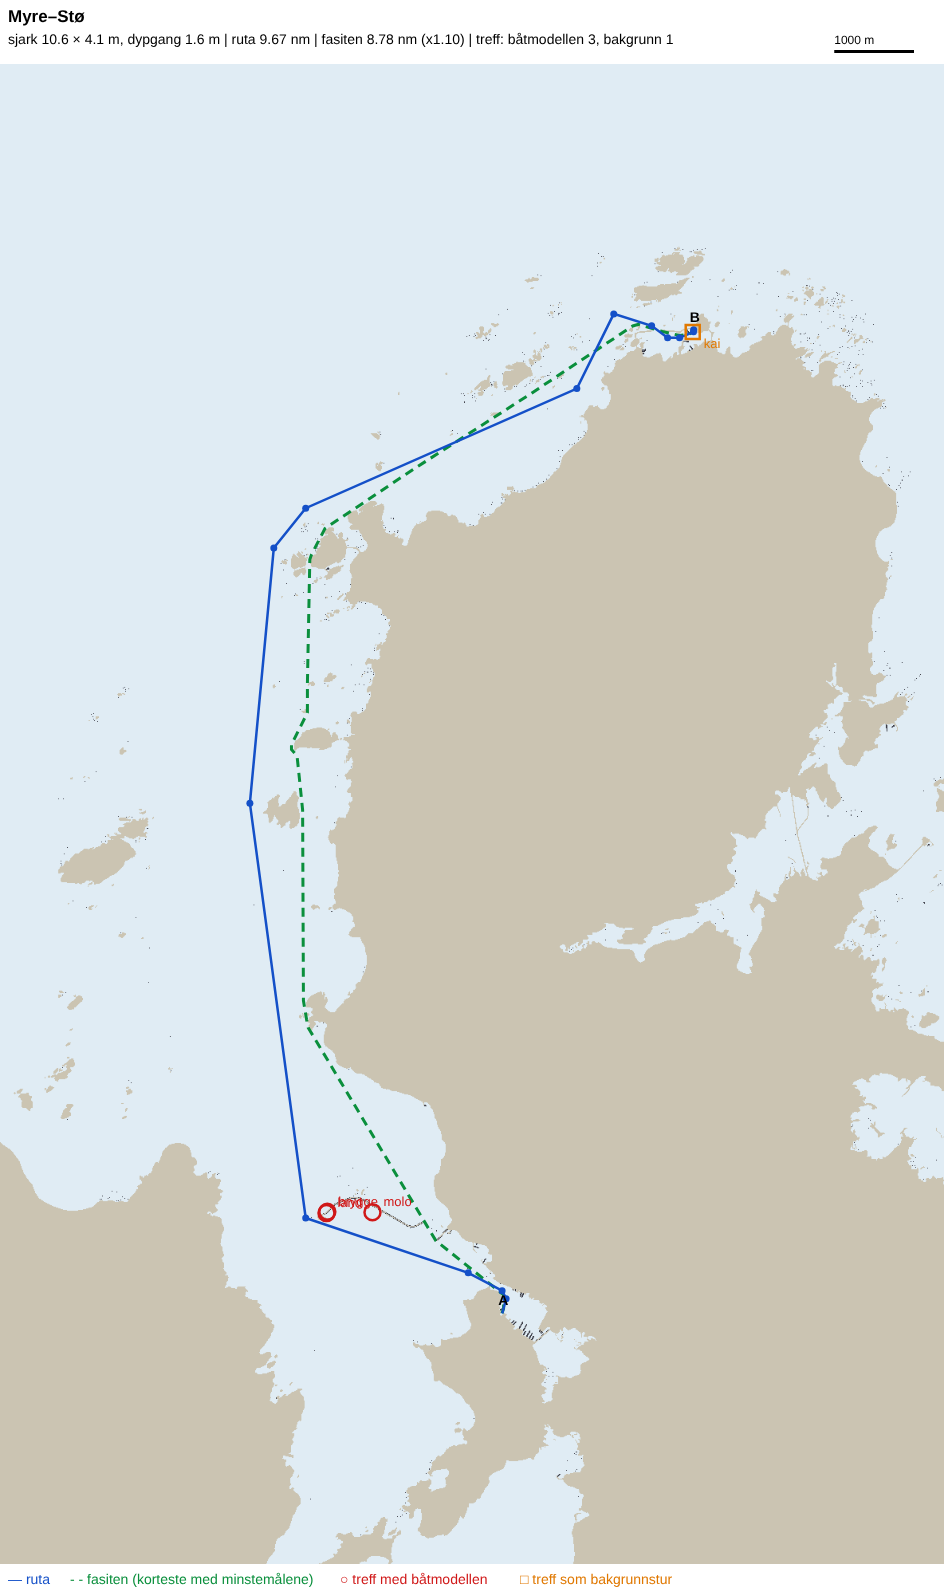 Myre–Stø
sjark 10.6 × 4.1 m, dypgang 1.6 m | ruta 9.67 nm | fasiten 8.78 nm (x1.10) | treff: båtmodellen 3, bakgrunn 1
1000 m
B
kai
molo
A
— ruta - - fasiten (korteste med minstemålene) ○ treff med båtmodellen □ treff som bakgrunnstur